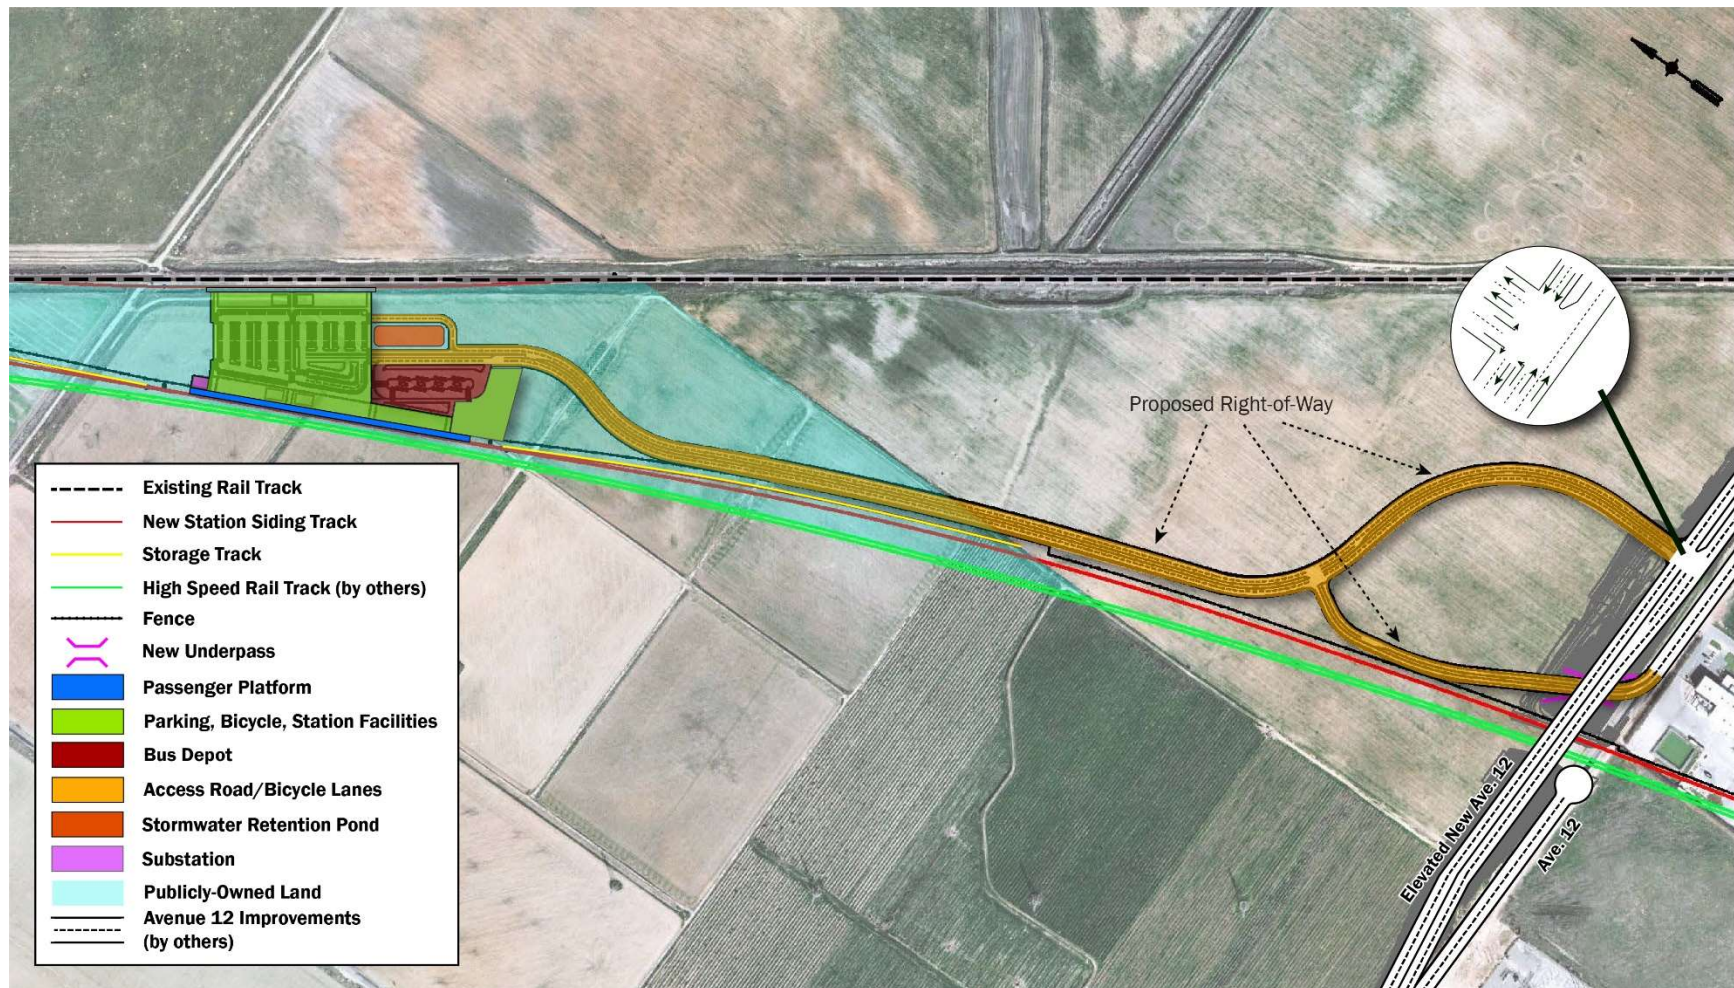 Proposed Right-of-Way
Existing Rail Track
New Station Siding Track
Storage Track
High Speed Rail Track (by others)
Fence
New Underpass
Passenger Platform
Parking, Bicycle, Station Facilities
Bus Depot
Access Road/Bicycle Lanes
Stormwater Retention Pond
Substation
Publicly-Owned Land
Avenue 12 Improvements
(by others)
Elevated New Ave. 12
Ave. 12